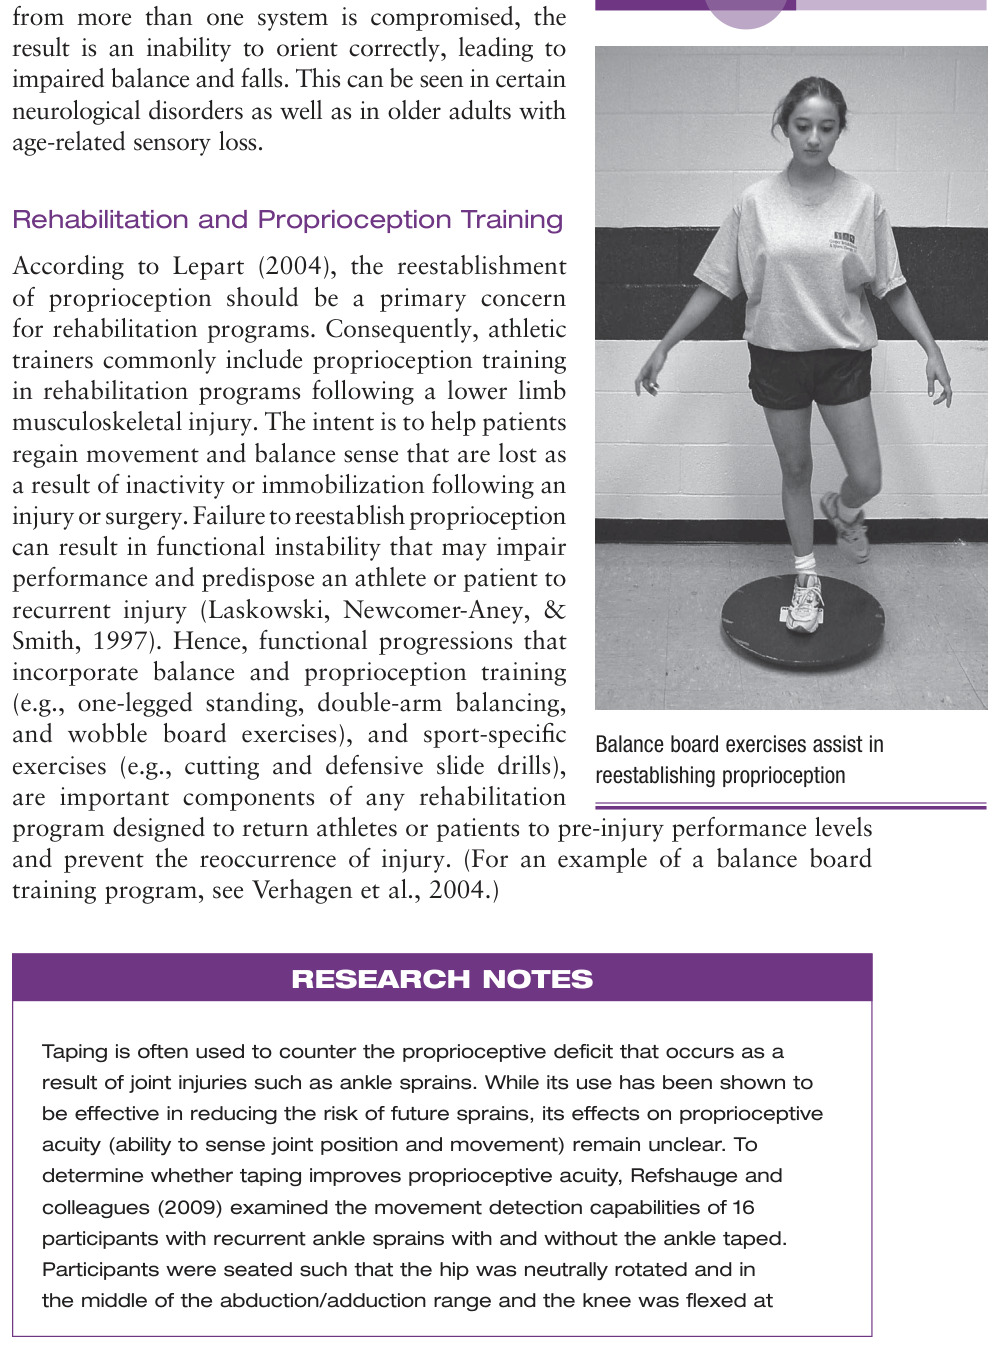 from more than one system is compromised, the
result is an inability to orient correctly, leading to
impaired balance and falls. This can be seen in certain
neurological disorders as well as in older adults with
age-related sensory loss.
Rehabilitation and Proprioception Training
According to Lepart (2004), the reestablishment
of proprioception should be a primary concern
for rehabilitation programs. Consequently, athletic
trainers commonly include proprioception training
in rehabilitation programs following a lower limb
musculoskeletal injury. The intent is to help patients
regain movement and balance sense that are lost as
a result of inactivity or immobilization following an
injury or surgery. Failure to reestablish proprioception
can result in functional instability that may impair
performance and predispose an athlete or patient to
recurrent injury (Laskowski, Newcomer-Aney, &
Smith, 1997). Hence, functional progressions that
incorporate balance and proprioception training
(e.g., one-legged standing, double-arm balancing,
and wobble board exercises), and sport-specific
exercises (e.g., cutting and defensive slide drills),
are important components of any rehabilitation
program designed to return athletes or patients to pre-injury performance levels
and prevent the reoccurrence of injury. (For an example of a balance board
training program, see Verhagen et al., 2004.)
Balance board exercises assist in
reestablishing proprioception
RESEARCH NOTES
Taping is often used to counter the proprioceptive deficit that occurs as a
result of joint injuries such as ankle sprains. While its use has been shown to
be effective in reducing the risk of future sprains, its effects on proprioceptive
acuity (ability to sense joint position and movement) remain unclear. To
determine whether taping improves proprioceptive acuity, Refshauge and
colleagues (2009) examined the movement detection capabilities of 16
participants with recurrent ankle sprains with and without the ankle taped.
Participants were seated such that the hip was neutrally rotated and in
the middle of the abduction/adduction range and the knee was flexed at